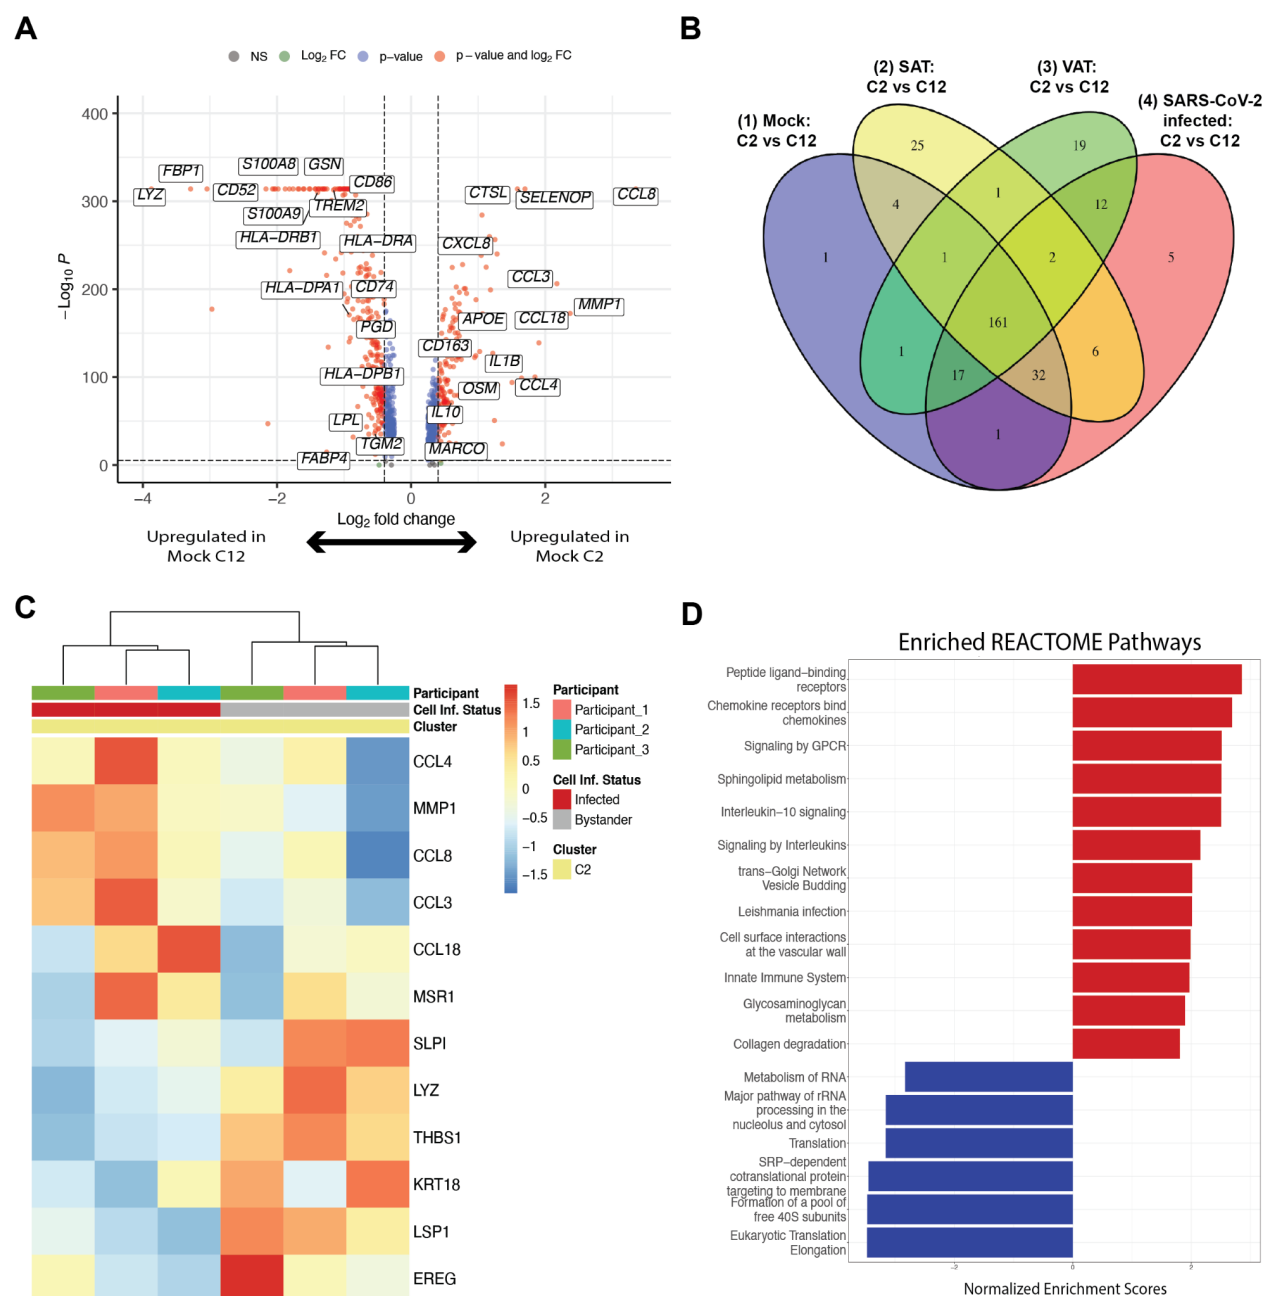 A
NS Log2 FC p−value p − value and log2 FC
−Log10 P
400
300
200
100
0
FBP1
S100A8
GSN
LYZ
CD52
CD86
S100A9
TREM2
HLA−DRB1
HLA−DRA
HLA−DPA1
CD74
PGD
HLA−DPB1
LPL
TGM2
FABP4
CTSL
SELENOP
CCL8
CXCL8
CCL3
MMP1
APOE
CCL18
CD163
IL1B
OSM
CCL4
IL10
MARCO
−4 −2 0 2
Log2 fold change
Upregulated in
Mock C12
Upregulated in
Mock C2
B
(1) Mock:
C2 vs C12
(2) SAT:
C2 vs C12
(3) VAT:
C2 vs C12
(4) SARS-CoV-2
infected:
C2 vs C12
25
19
4
1
12
1
1
2
5
161
1
6
17
32
1
C
Participant
Cell Inf. Status
Cluster
CCL4
MMP1
CCL8
CCL3
CCL18
MSR1
SLPI
LYZ
THBS1
KRT18
LSP1
EREG
1.5
1
0.5
0
−0.5
−1
−1.5
Participant
Participant_1
Participant_2
Participant_3
Cell Inf. Status
Infected
Bystander
Cluster
C2
D
Enriched REACTOME Pathways
Peptide ligand−binding
receptors
Chemokine receptors bind
chemokines
Signaling by GPCR
Sphingolipid metabolism
Interleukin−10 signaling
Signaling by Interleukins
trans−Golgi Network
Vesicle Budding
Leishmania infection
Cell surface interactions
at the vascular wall
Innate Immune System
Glycosaminoglycan
metabolism
Collagen degradation
Metabolism of RNA
Major pathway of rRNA
processing in the
nucleolus and cytosol
Translation
SRP−dependent
cotranslational protein
targeting to membrane
Formation of a pool of
free 40S subunits
Eukaryotic Translation
Elongation
−2 0 2
Normalized Enrichment Scores